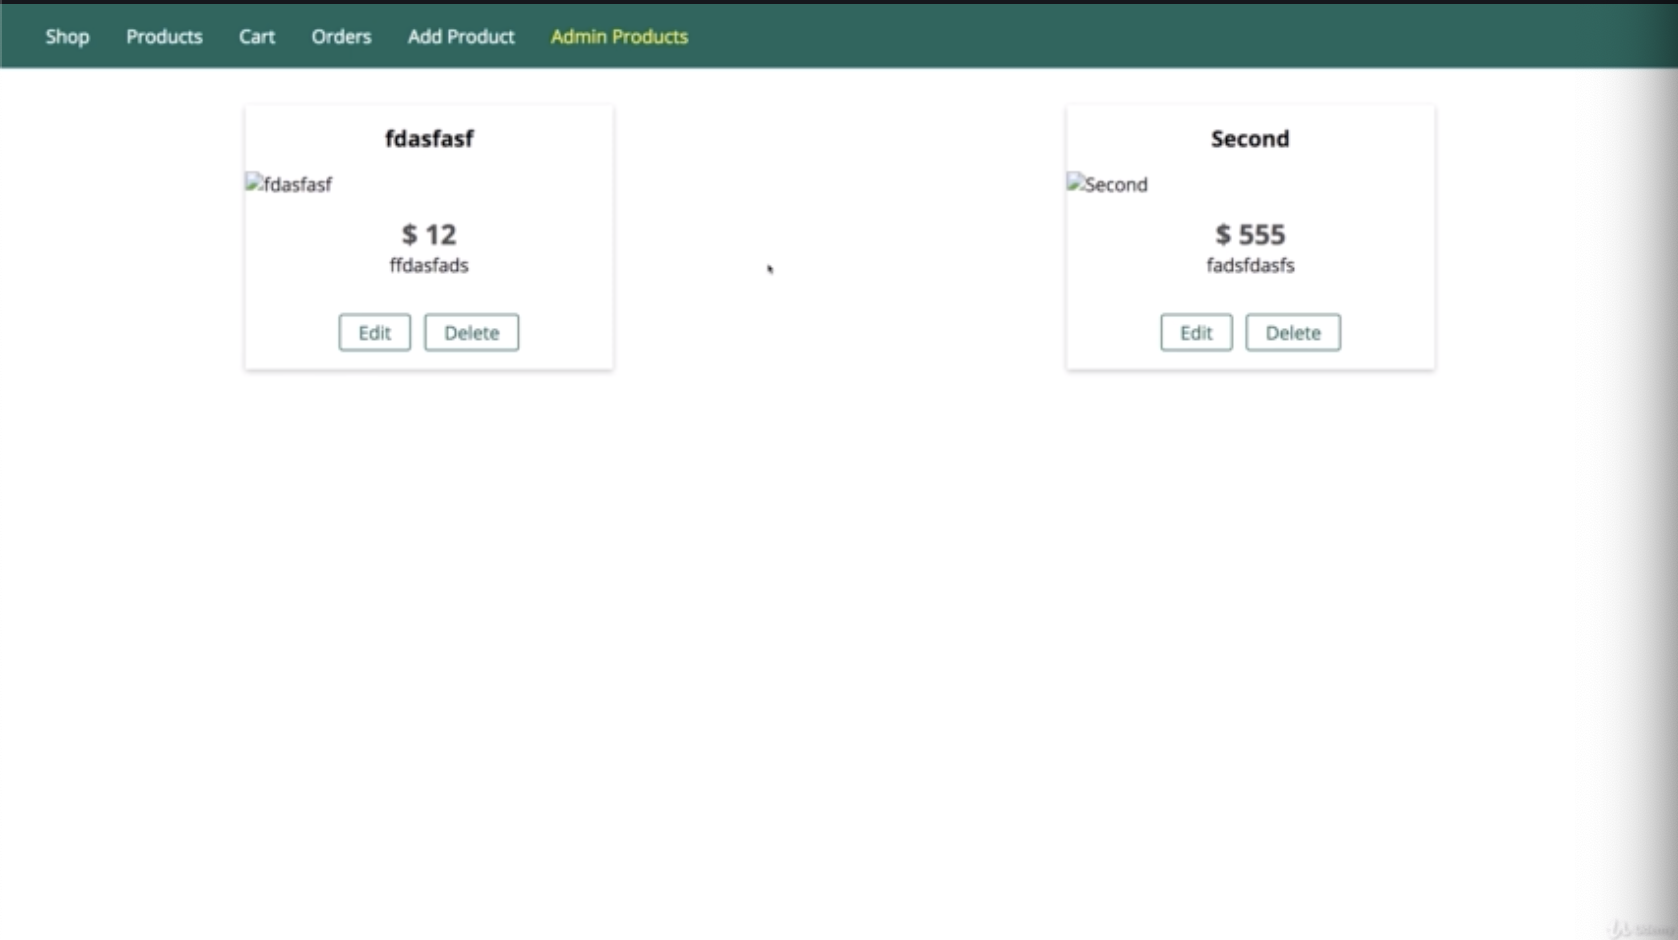 Shop Products Cart Orders Add Product Admin Products
fdasfasf
fdasfasf
$ 12
ffdasfads
Edit Delete
Second
Second
$ 555
fadsfdasfs
Edit Delete